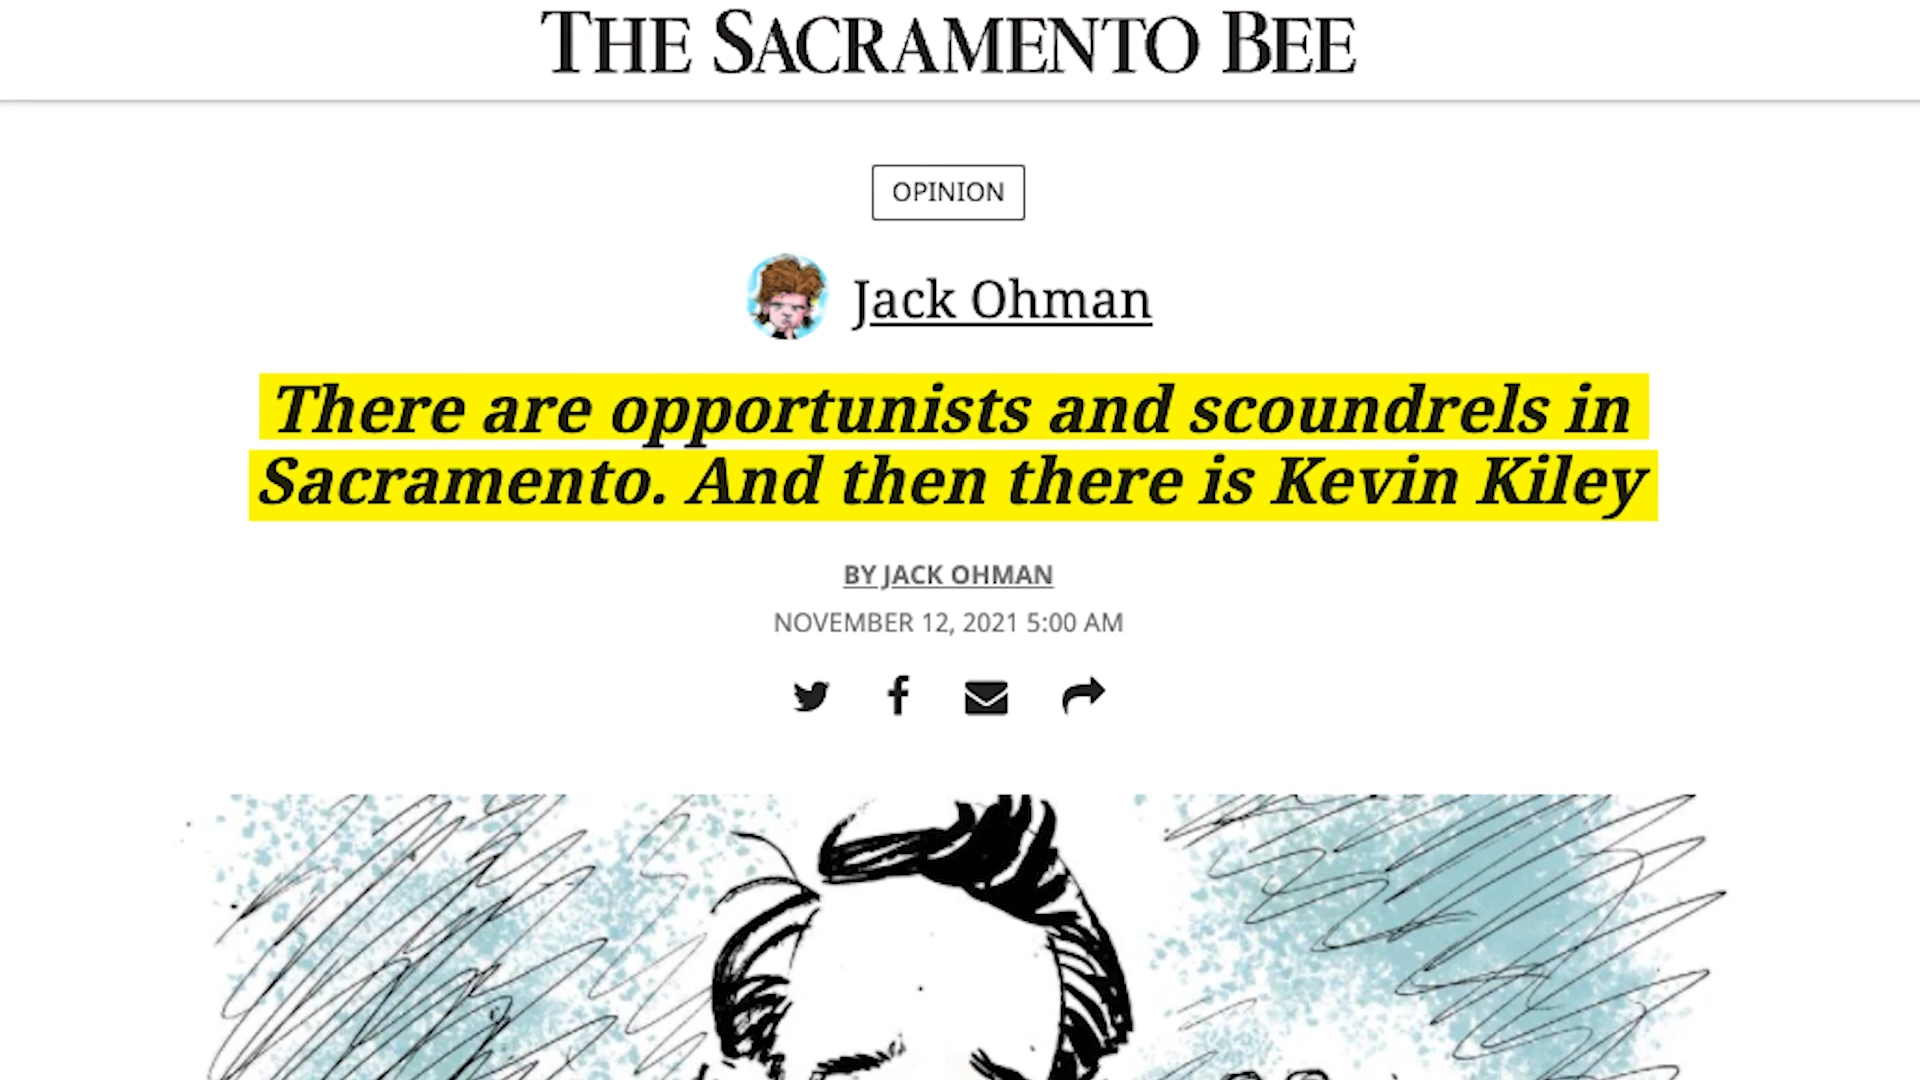 THE SACRAMENTO BEE
OPINION
Jack Ohman
There are opportunists and scoundrels in
Sacramento. And then there is Kevin Kiley
BY JACK OHMAN
NOVEMBER 12, 2021 5:00 AM